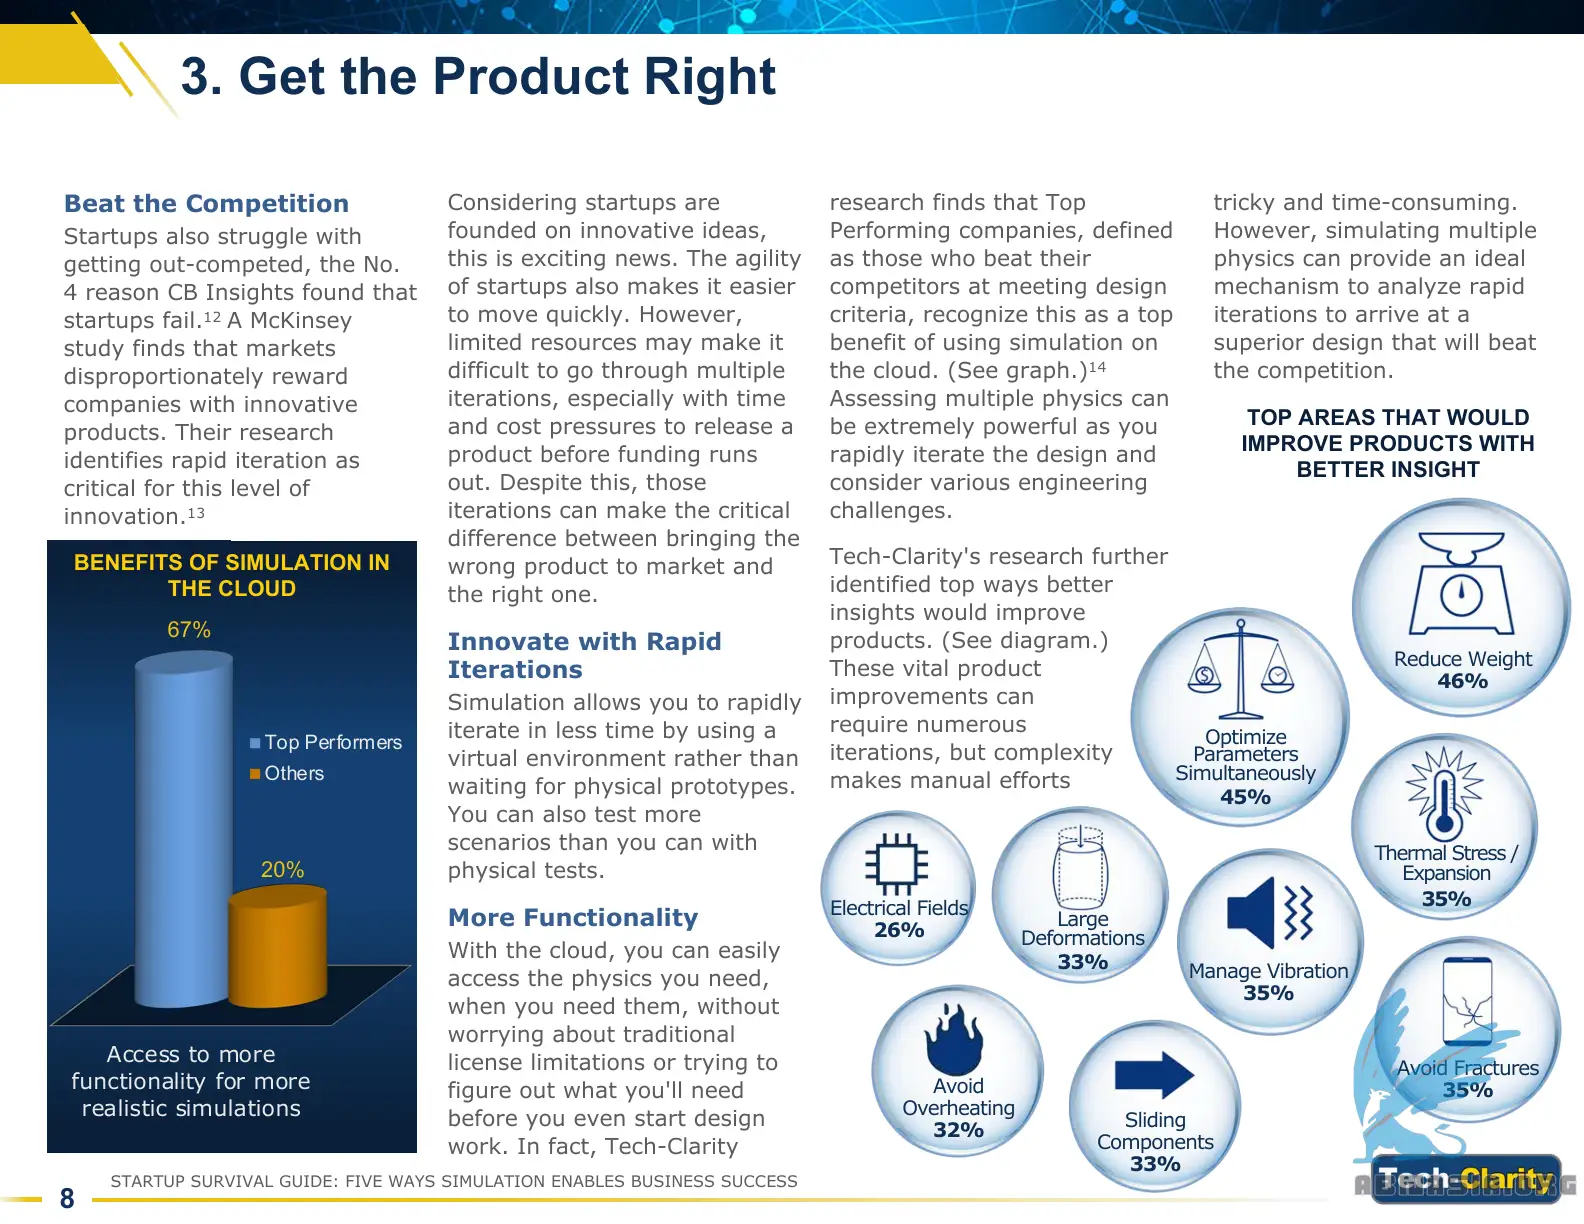 3. Get the Product Right
Beat the Competition
Startups also struggle with
getting out-competed, the No.
4 reason CB Insights found that
startups fail.12 A McKinsey
study finds that markets
disproportionately reward
companies with innovative
products. Their research
identifies rapid iteration as
critical for this level of
innovation.13
BENEFITS OF SIMULATION IN
THE CLOUD
67%
Top Performers
Others
20%
Access to more
functionality for more
realistic simulations
Considering startups are
founded on innovative ideas,
this is exciting news. The agility
of startups also makes it easier
to move quickly. However,
limited resources may make it
difficult to go through multiple
iterations, especially with time
and cost pressures to release a
product before funding runs
out. Despite this, those
iterations can make the critical
difference between bringing the
wrong product to market and
the right one.
Innovate with Rapid
Iterations
Simulation allows you to rapidly
iterate in less time by using a
virtual environment rather than
waiting for physical prototypes.
You can also test more
scenarios than you can with
physical tests.
More Functionality
With the cloud, you can easily
access the physics you need,
when you need them, without
worrying about traditional
license limitations or trying to
figure out what you'll need
before you even start design
work. In fact, Tech-Clarity
research finds that Top
Performing companies, defined
as those who beat their
competitors at meeting design
criteria, recognize this as a top
benefit of using simulation on
the cloud. (See graph.)14
Assessing multiple physics can
be extremely powerful as you
rapidly iterate the design and
consider various engineering
challenges.
Tech-Clarity's research further
identified top ways better
insights would improve
products. (See diagram.)
These vital product
improvements can
require numerous
iterations, but complexity
makes manual efforts
tricky and time-consuming.
However, simulating multiple
physics can provide an ideal
mechanism to analyze rapid
iterations to arrive at a
superior design that will beat
the competition.
TOP AREAS THAT WOULD
IMPROVE PRODUCTS WITH
BETTER INSIGHT
Reduce Weight
46%
Optimize
Parameters
Simultaneously
45%
Thermal Stress /
Expansion
35%
Electrical Fields
26%
Large
Deformations
33%
Manage Vibration
35%
Avoid Fractures
35%
Avoid
Overheating
32%
Sliding
Components
33%
STARTUP SURVIVAL GUIDE: FIVE WAYS SIMULATION ENABLES BUSINESS SUCCESS
8
Tech-Clarity